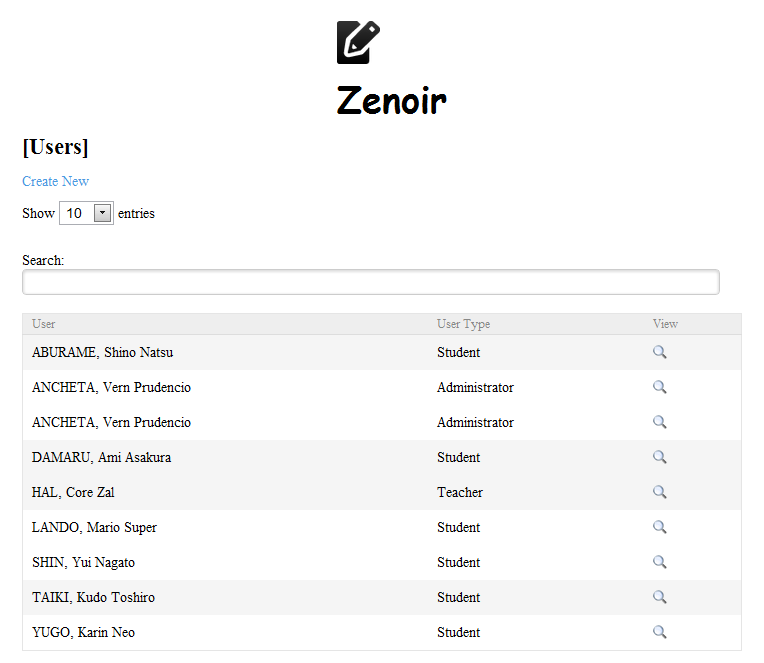 Zenoir
[Users]
Create New
Show 10 entries
Search:
User User Type View
ABURAME, Shino Natsu Student
ANCHETA, Vern Prudencio Administrator
ANCHETA, Vern Prudencio Administrator
DAMARU, Ami Asakura Student
HAL, Core Zal Teacher
LANDO, Mario Super Student
SHIN, Yui Nagato Student
TAIKI, Kudo Toshiro Student
YUGO, Karin Neo Student